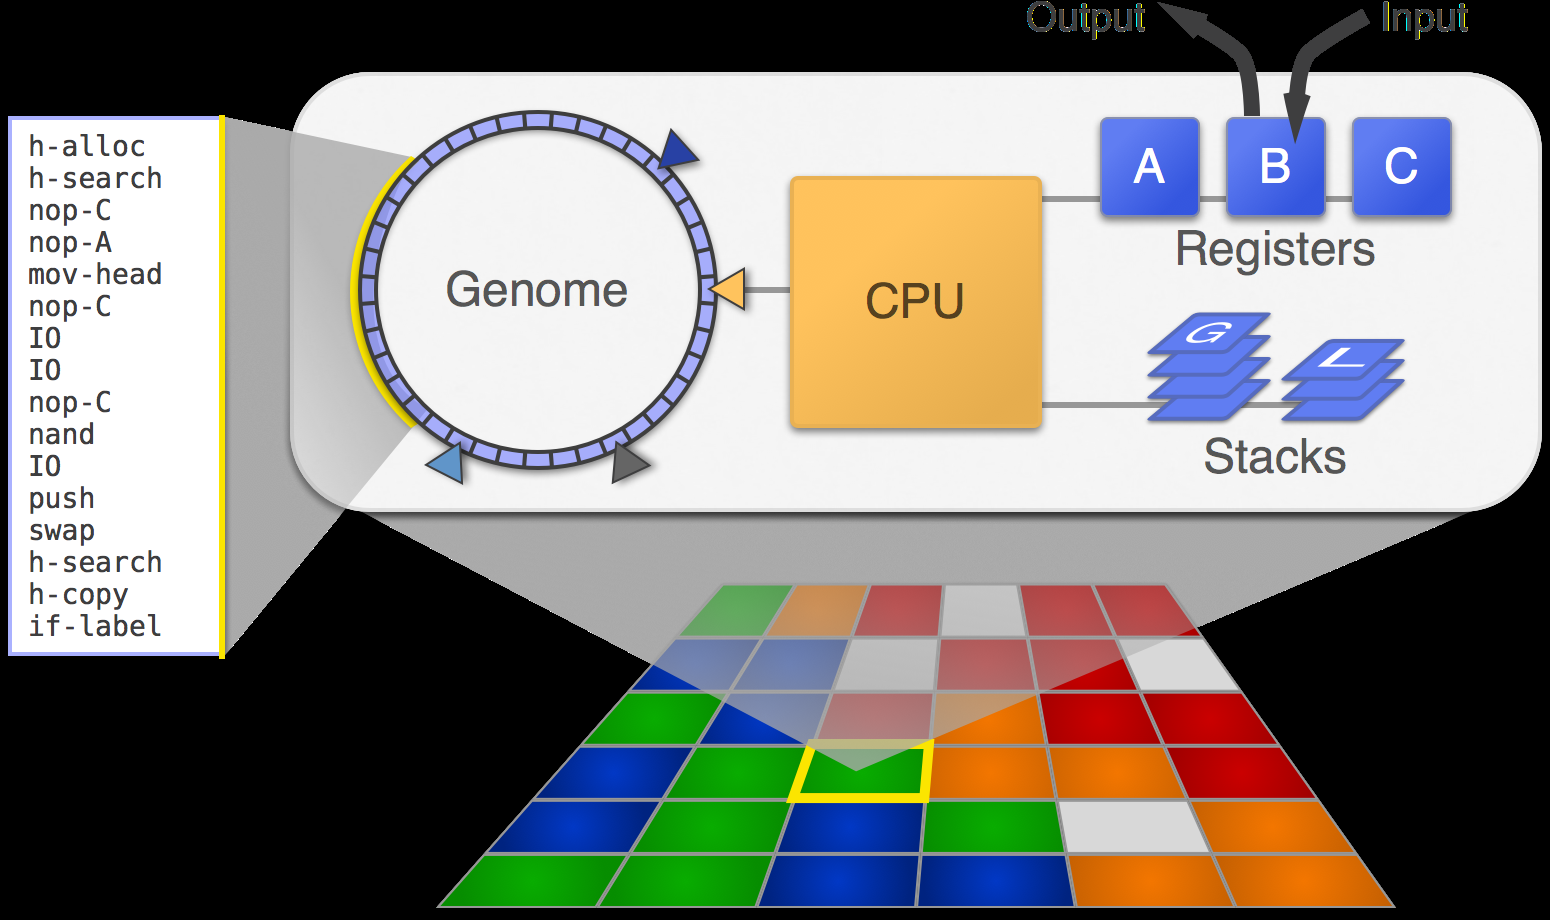 Output
Input
h-alloc
h-search
nop-C
nop-A
mov-head
nop-C
IO
IO
nop-C
nand
IO
push
swap
h-search
h-copy
if-label
Genome
CPU
A
B
C
Registers
G
L
Stacks